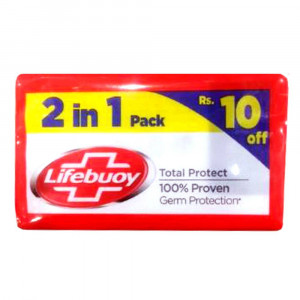 2 in 1 Pack
Rs. 10
off
Lifebuoy
Total Protect
100% Proven
Germ Protection*